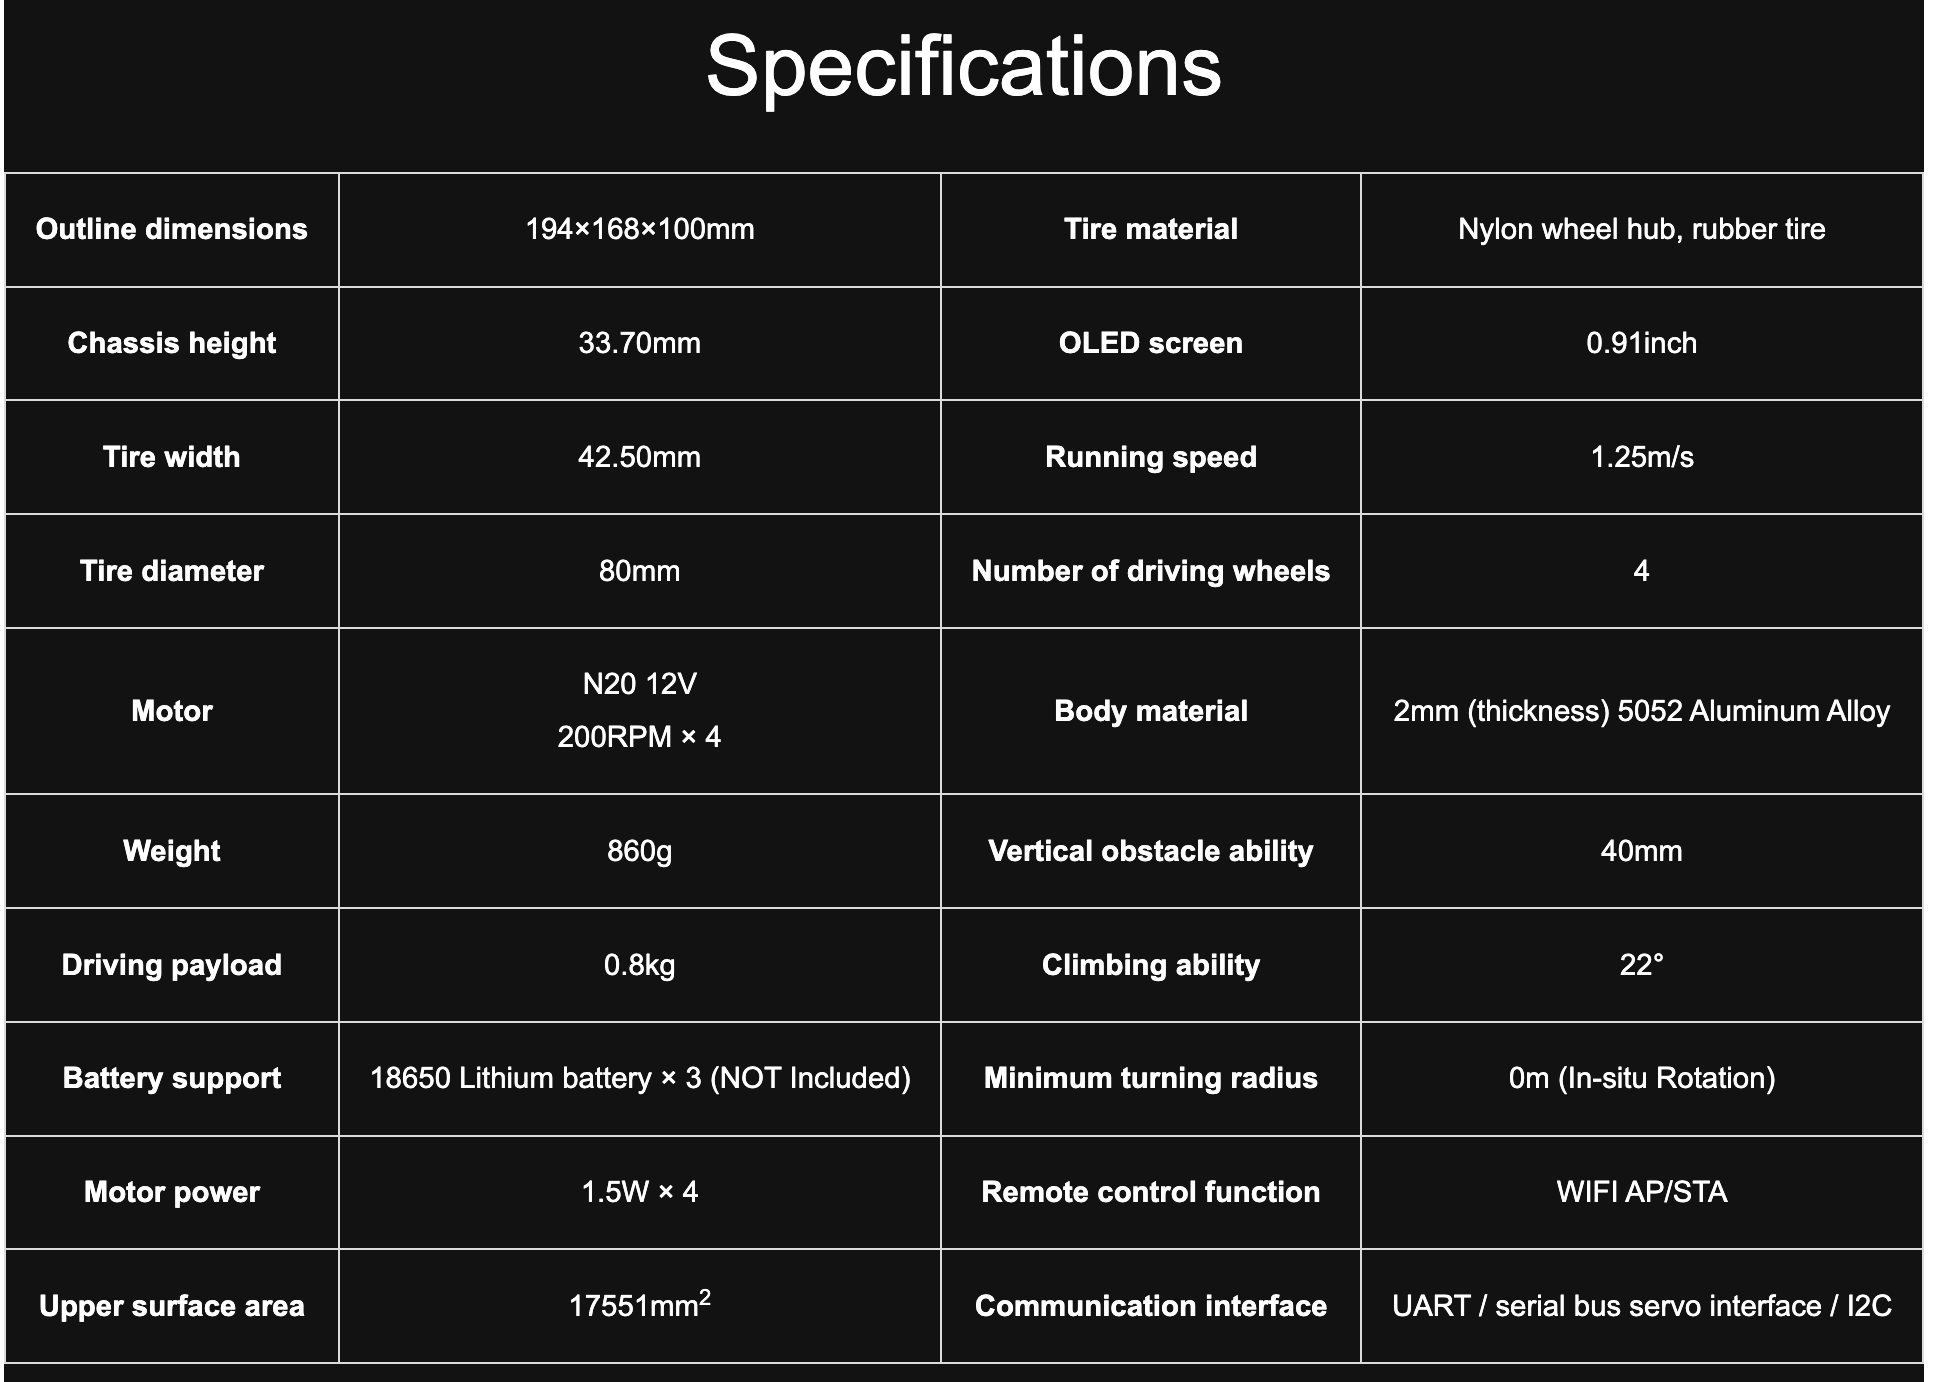 Specifications
Outline dimensions 194×168×100mm Tire material Nylon wheel hub, rubber tire
Chassis height 33.70mm OLED screen 0.91inch
Tire width 42.50mm Running speed 1.25m/s
Tire diameter 80mm Number of driving wheels 4
Motor N20 12V
200RPM × 4 Body material 2mm (thickness) 5052 Aluminum Alloy
Weight 860g Vertical obstacle ability 40mm
Driving payload 0.8kg Climbing ability 22°
Battery support 18650 Lithium battery × 3 (NOT Included) Minimum turning radius 0m (In-situ Rotation)
Motor power 1.5W × 4 Remote control function WIFI AP/STA
Upper surface area 17551mm² Communication interface UART / serial bus servo interface / I2C